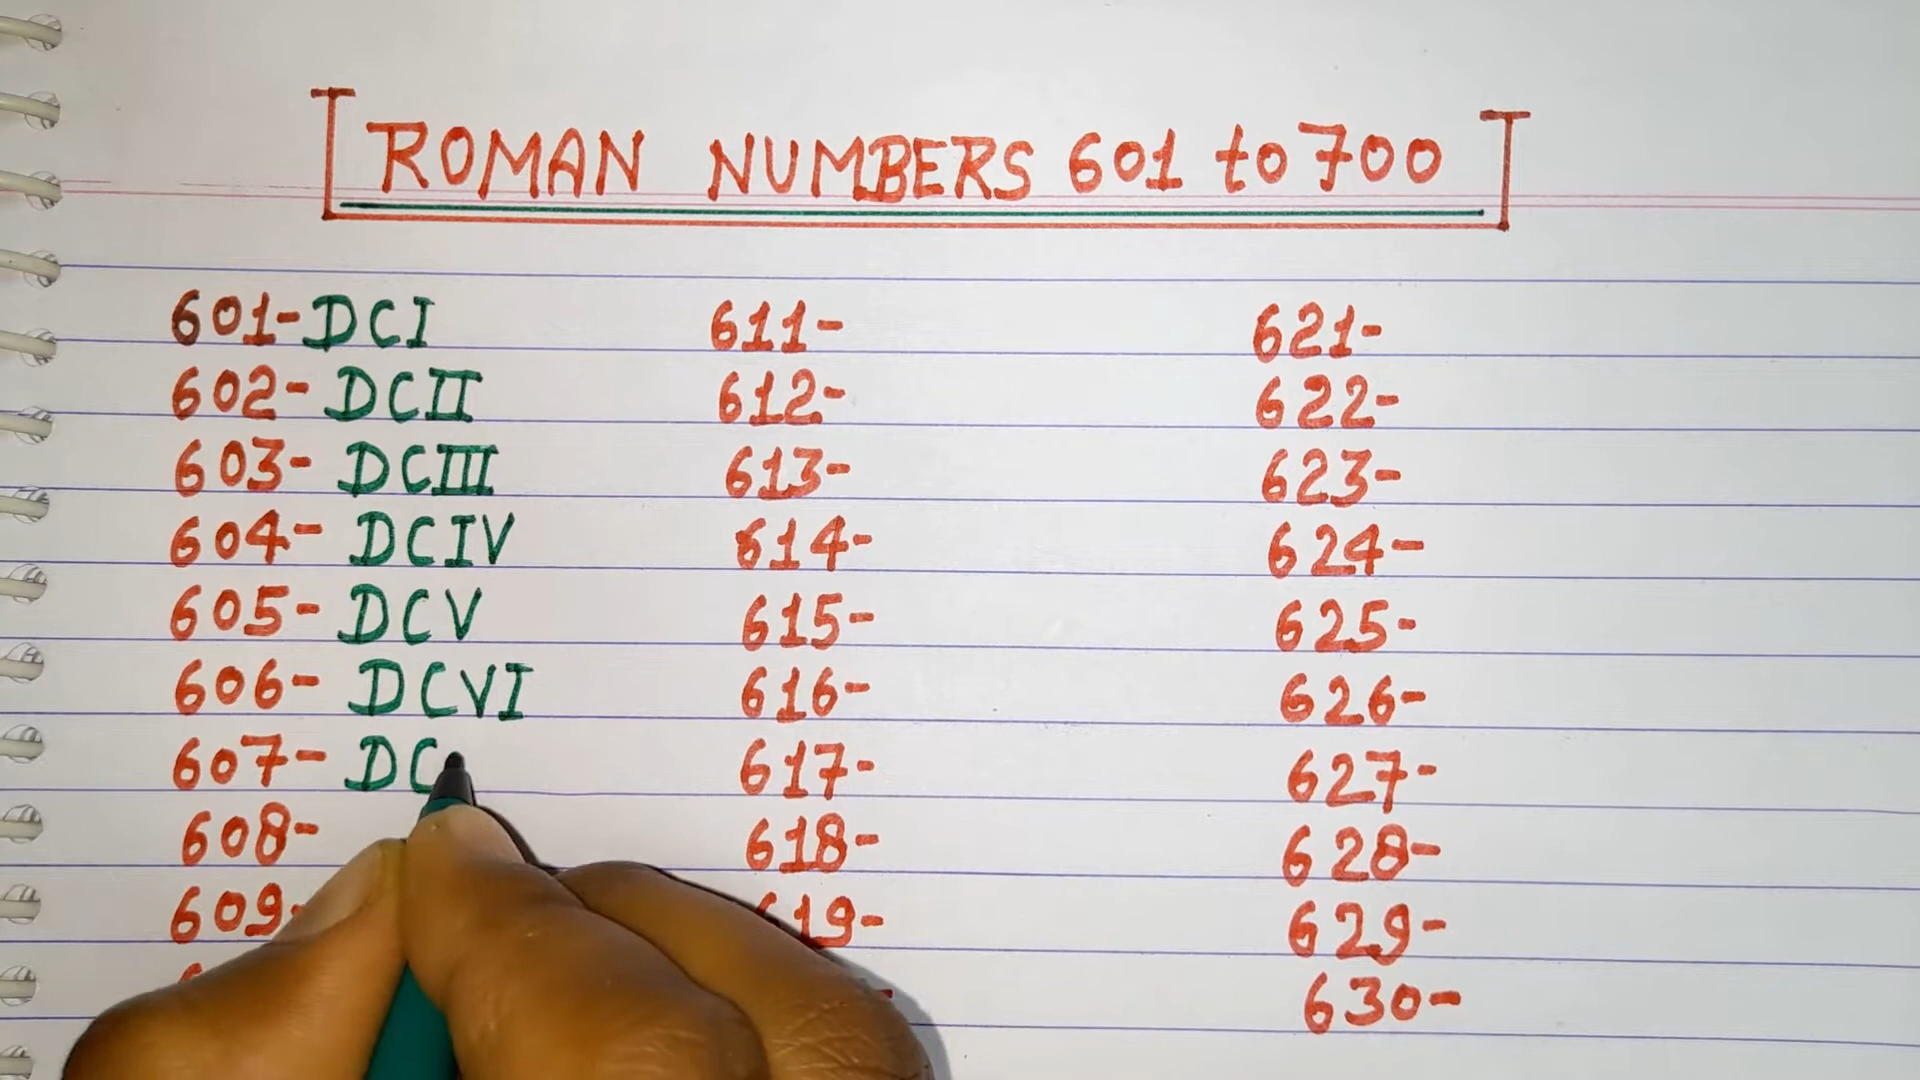 ROMAN NUMBERS 601 to 700
601- DCI
602- DCII
603- DCIII
604- DCIV
605- DCV
606- DCVI
607- DC
608-
609-
611-
612-
613-
614-
615-
616-
617-
618-
619-
621-
622-
623-
624-
625-
626-
627-
628-
629-
630-